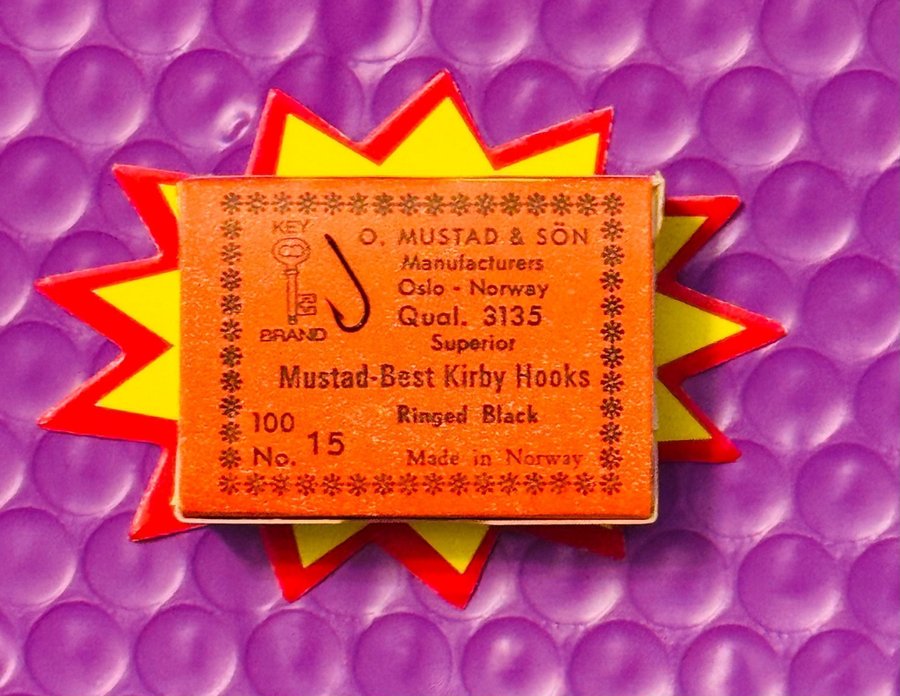 KEY
BRAND
O. MUSTAD & SÖN
Manufacturers
Oslo - Norway
Qual. 3135
Superior
Mustad-Best Kirby Hooks
Ringed Black
100
No. 15
Made in Norway